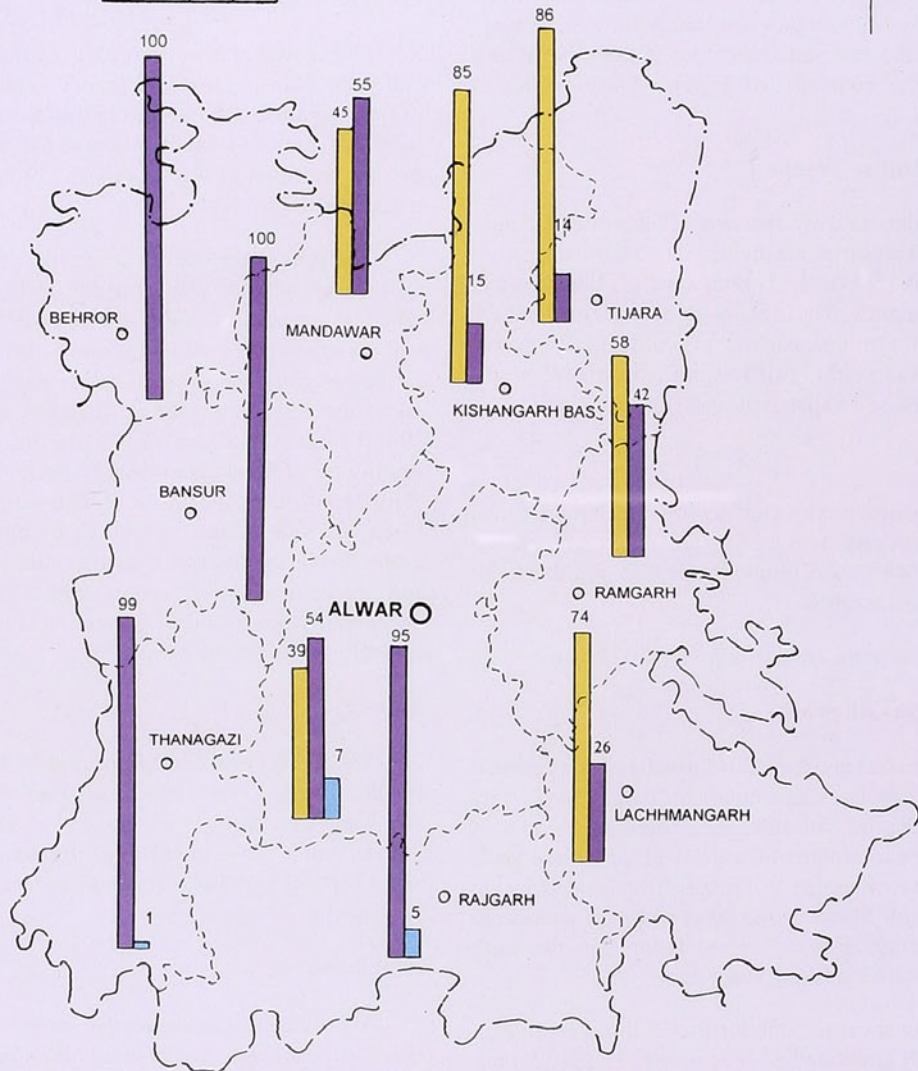 86
100
85
55
45
100
14
15
TIJARA
BEHROR
MANDAWAR
58
KISHANGARH BAS
42
BANSUR
RAMGARH
ALWAR
99
54
74
95
39
THANAGAZI
26
7
LACHHMANGARH
RAJGARH
1
5